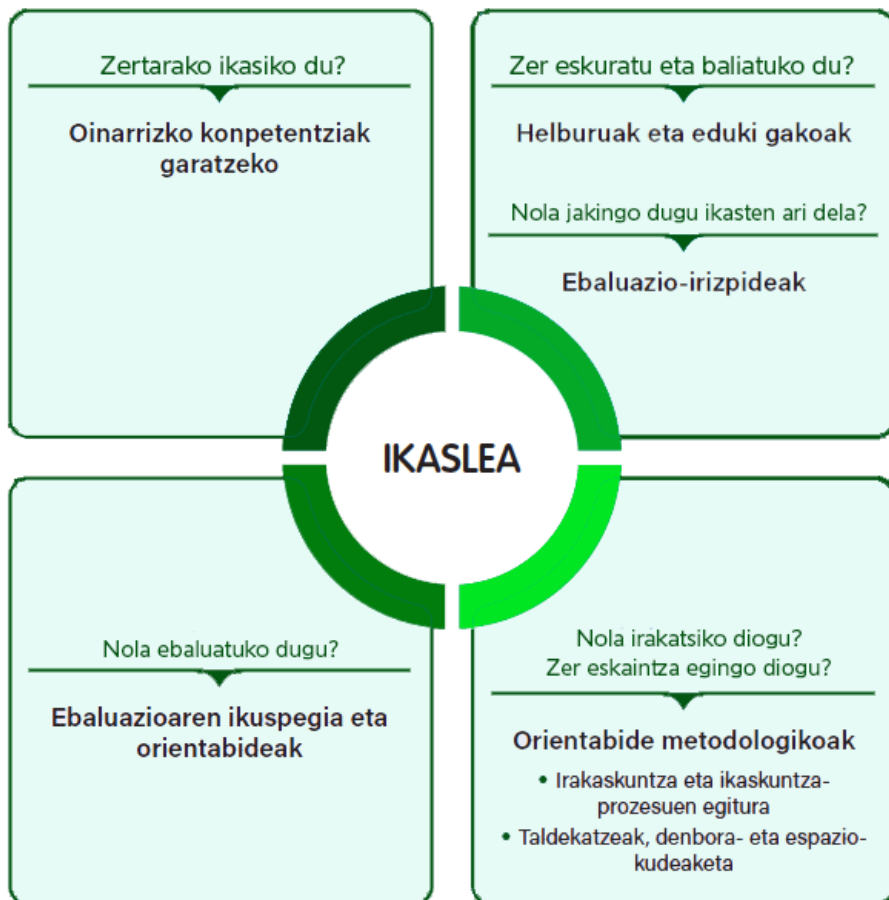 Zertarako ikasiko du?
Oinarrizko konpetentziak
garatzeko
Zer eskuratu eta baliatuko du?
Helburuak eta eduki gakoak
Nola jakingo dugu ikasten ari dela?
Ebaluazio-irizpideak
IKASLEA
Nola ebaluatuko dugu?
Ebaluazioaren ikuspegia eta
orientabideak
Nola irakatsiko diogu?
Zer eskaintza egingo diogu?
Orientabide metodologikoak
• Irakaskuntza eta ikaskuntza-
prozesuen egitura
• Taldekatzeak, denbora- eta espazio-
kudeaketa